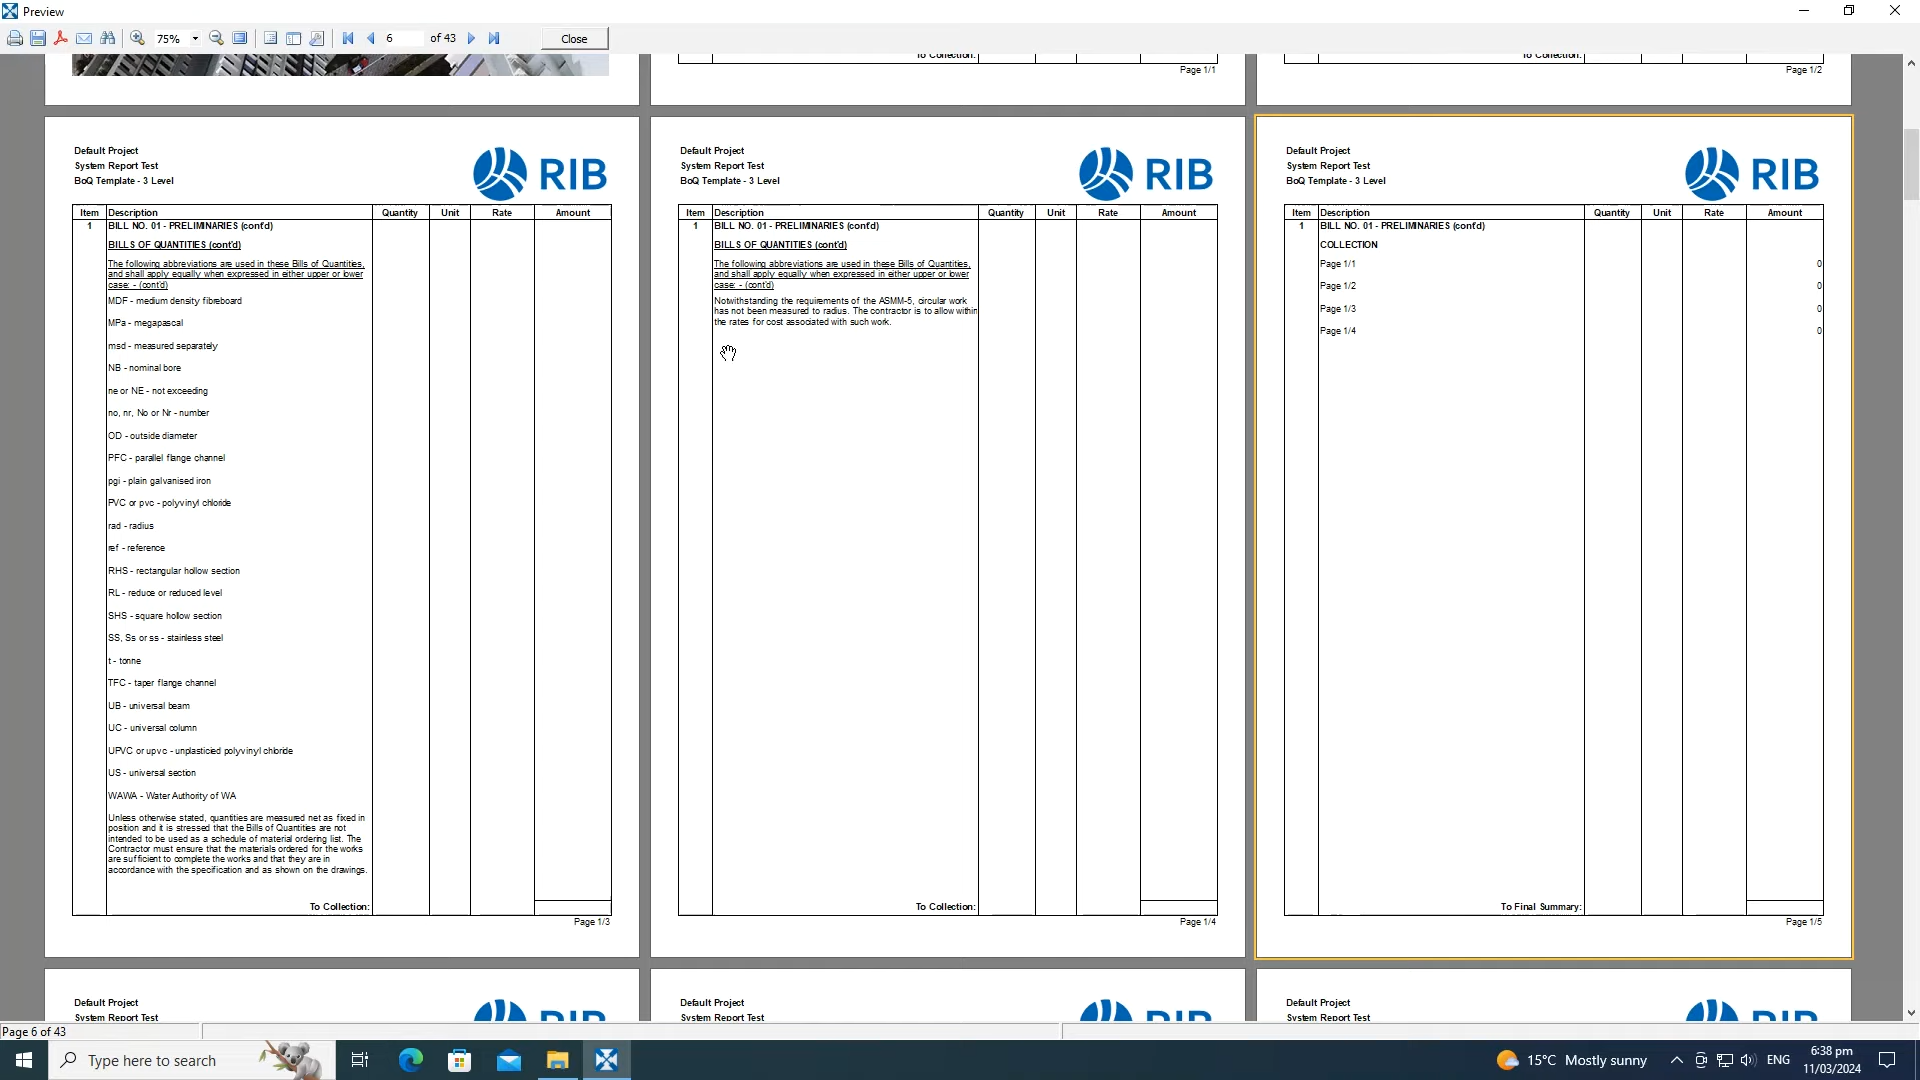 Preview
75%
6
of 43
Close
To Collection:
Page 1/1
To Collection:
Page 1/2
Default Project
System Report Test
BoQ Template - 3 Level
RIB
Item Description Quantity Unit Rate Amount
1 BILL NO. 01 - PRELIMINARIES (cont'd)
BILLS OF QUANTITIES (cont'd)
The following abbreviations are used in these Bills of Quantities,
and shall apply equally when expressed in either upper or lower
case: - (cont'd)
MDF - medium density fibreboard
MPa - megapascal
msd - measured separately
NB - nominal bore
ne or NE - not exceeding
no, nr, No or Nr - number
OD - outside diameter
PFC - parallel flange channel
pgi - plain galvanised iron
PVC or pvc - polyvinyl chloride
rad - radius
ref - reference
RHS - rectangular hollow section
RL - reduce or reduced level
SHS - square hollow section
SS, Ss or ss - stainless steel
t - tonne
TFC - taper flange channel
UB - universal beam
UC - universal column
UPVC or upvc - unplasticied polyvinyl chloride
US - universal section
WAWA - Water Authority of WA
Unless otherwise stated, quantities are measured net as fixed in
position and it is stressed that the Bills of Quantities are not
intended to be used as a schedule of material ordering list. The
Contractor must ensure that the materials ordered for the works
are sufficient to complete the works and that they are in
accordance with the specification and as shown on the drawings.
To Collection:
Page 1/3
Default Project
System Report Test
BoQ Template - 3 Level
RIB
Item Description Quantity Unit Rate Amount
1 BILL NO. 01 - PRELIMINARIES (cont'd)
BILLS OF QUANTITIES (cont'd)
The following abbreviations are used in these Bills of Quantities,
and shall apply equally when expressed in either upper or lower
case: - (cont'd)
Notwithstanding the requirements of the ASMM-5, circular work
has not been measured to radius. The contractor is to allow within
the rates for cost associated with such work.
To Collection:
Page 1/4
Default Project
System Report Test
BoQ Template - 3 Level
RIB
Item Description Quantity Unit Rate Amount
1 BILL NO. 01 - PRELIMINARIES (cont'd)
COLLECTION
Page 1/1 0
Page 1/2 0
Page 1/3 0
Page 1/4 0
To Final Summary:
Page 1/5
Default Project
System Report Test
RIB
Default Project
System Report Test
RIB
Default Project
System Report Test
RIB
Page 6 of 43
Type here to search
15°C Mostly sunny
ENG
6:38 pm
11/03/2024